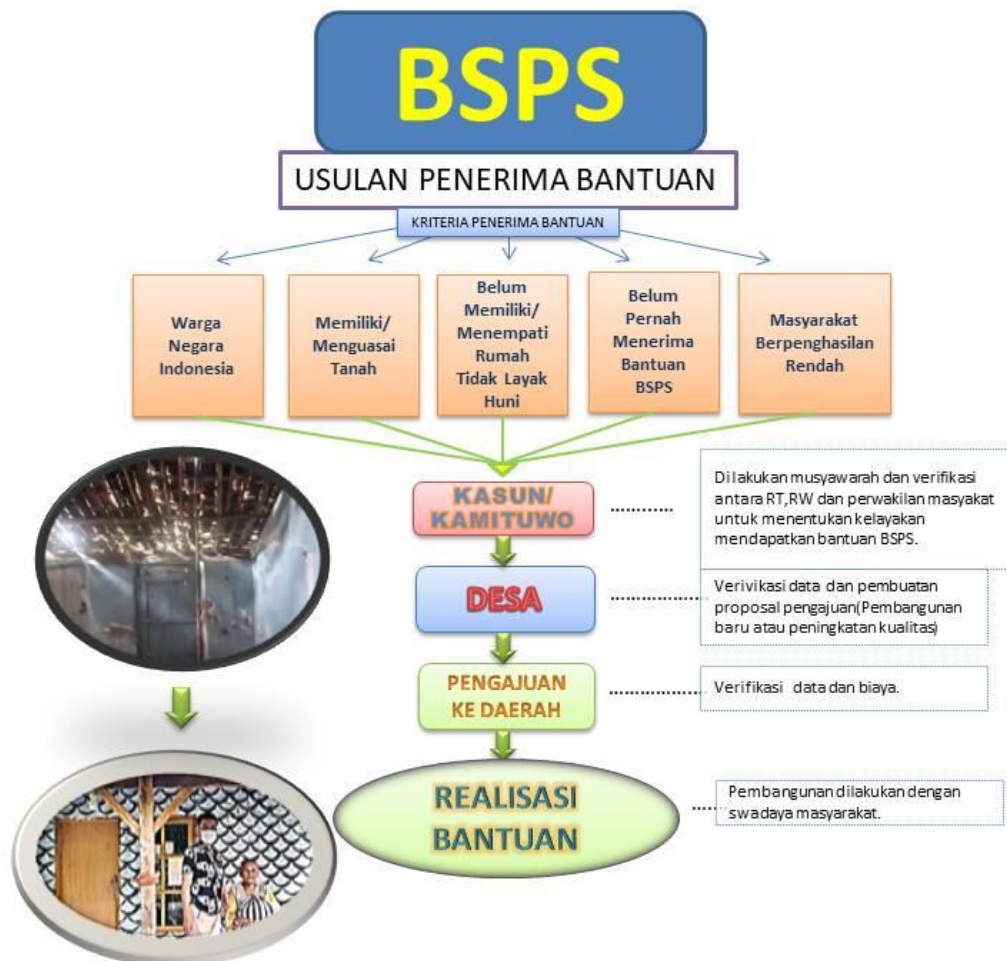 BSPS
USULAN PENERIMA BANTUAN
KRITERIA PENERIMA BANTUAN
Warga
Negara
Indonesia
Memiliki/
Menguasai
Tanah
Belum
Memiliki/
Menempati
Rumah
Tidak Layak
Huni
Belum
Pernah
Menerima
Bantuan
BSPS
Masyarakat
Berpenghasilan
Rendah
KASUN/
KAMITUWO
Dilakukan musyawarah dan verifikasi
antara RT,RW dan perwakilan masyakat
untuk menentukan kelayakan
mendapatkan bantuan BSPS.
DESA
Verivikasi data dan pembuatan
proposal pengajuan(Pembangunan
baru atau peningkatan kualitas)
PENGAJUAN
KE DAERAH
Verifikasi data dan biaya.
REALISASI
BANTUAN
Pembangunan dilakukan dengan
swadaya masyarakat.